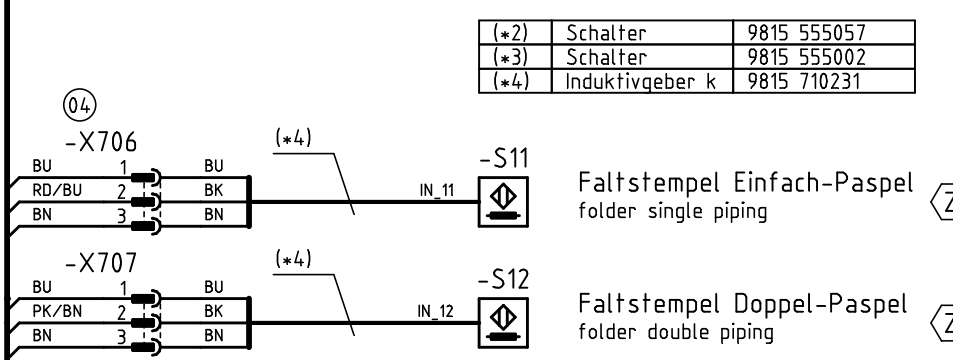 (*2) Schalter 9815 555057
(*3) Schalter 9815 555002
(*4) Induktivgeber k 9815 710231
04
-X706
(*4)
BU 1 BU
RD/BU 2 BK
BN 3 BN
IN_11
-S11
Faltstempel Einfach-Paspel
folder single piping
-X707
(*4)
BU 1 BU
PK/BN 2 BK
BN 3 BN
IN_12
-S12
Faltstempel Doppel-Paspel
folder double piping